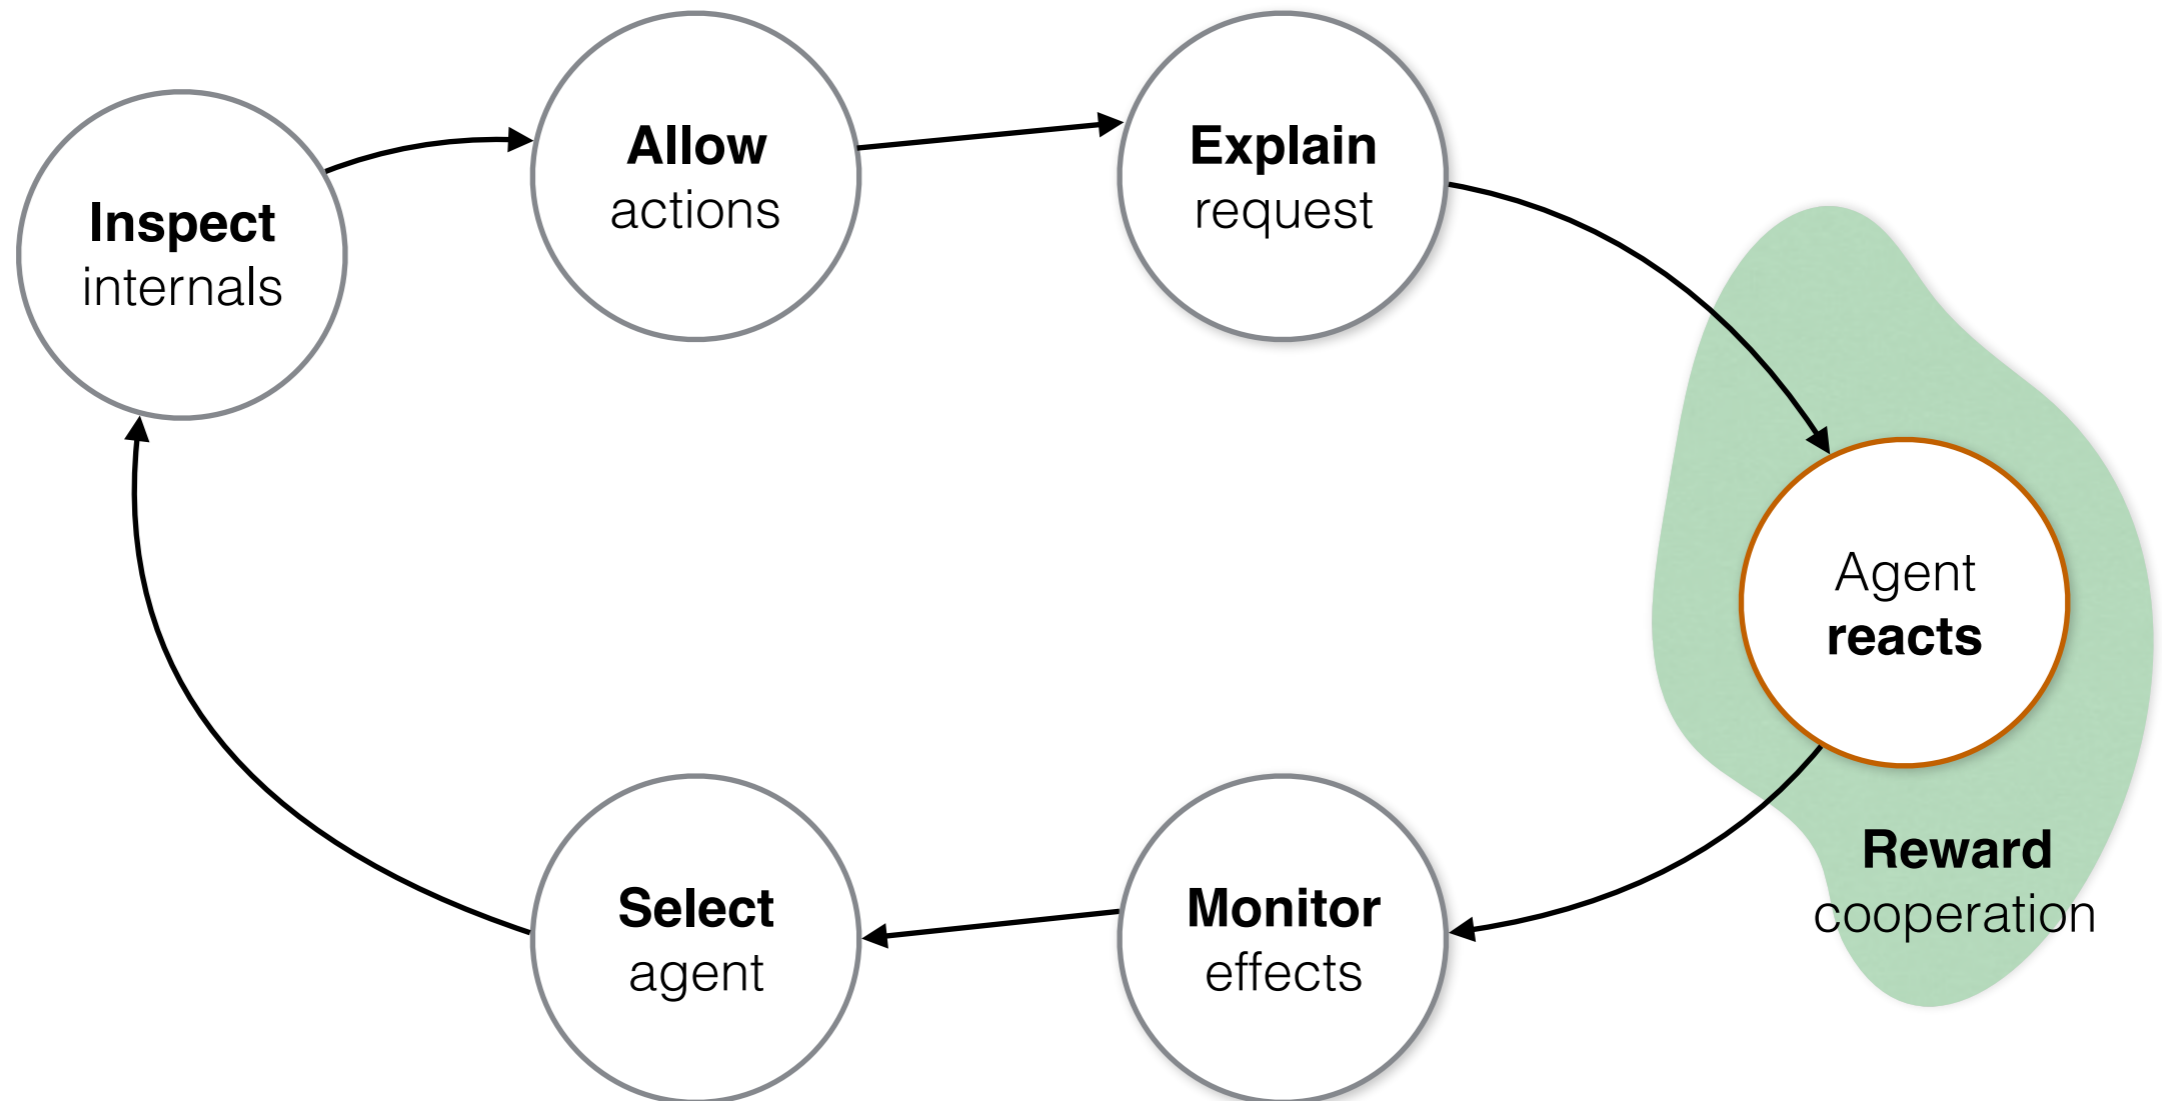 Inspect
internals
Allow
actions
Explain
request
Agent
reacts
Reward
cooperation
Monitor
effects
Select
agent